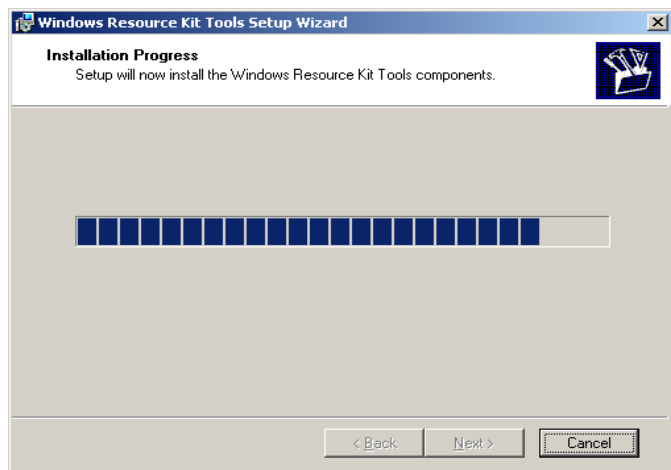 Windows Resource Kit Tools Setup Wizard
Installation Progress
Setup will now install the Windows Resource Kit Tools components.
< Back
Next >
Cancel